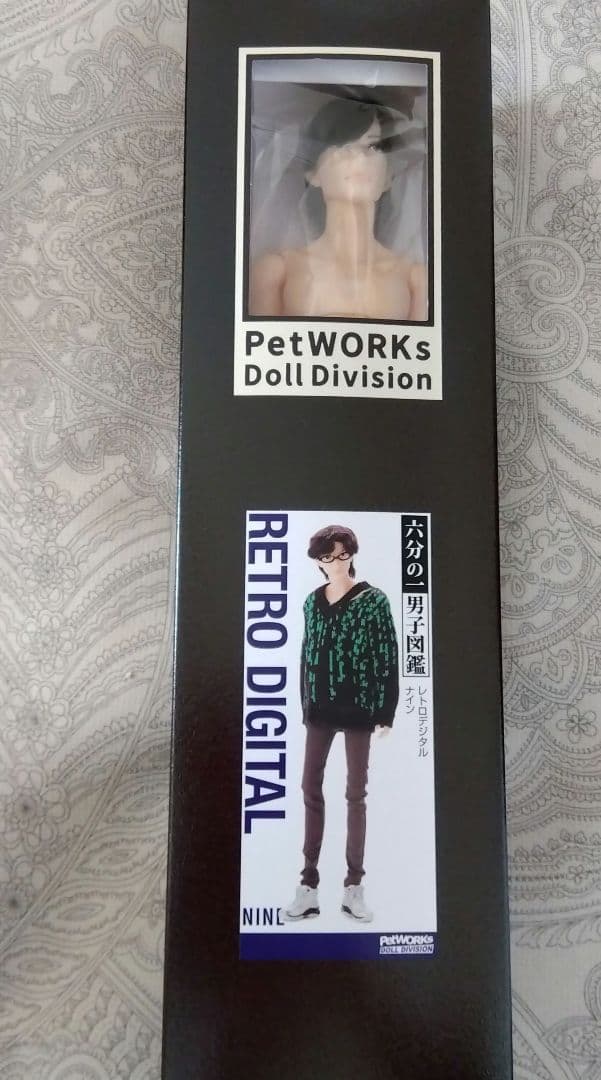 PetWORKs
Doll Division
RETRO DIGITAL
六分の一
男子図鑑
レトロデジタル
ナイン
NINE
PetWORKs
DOLL DIVISION